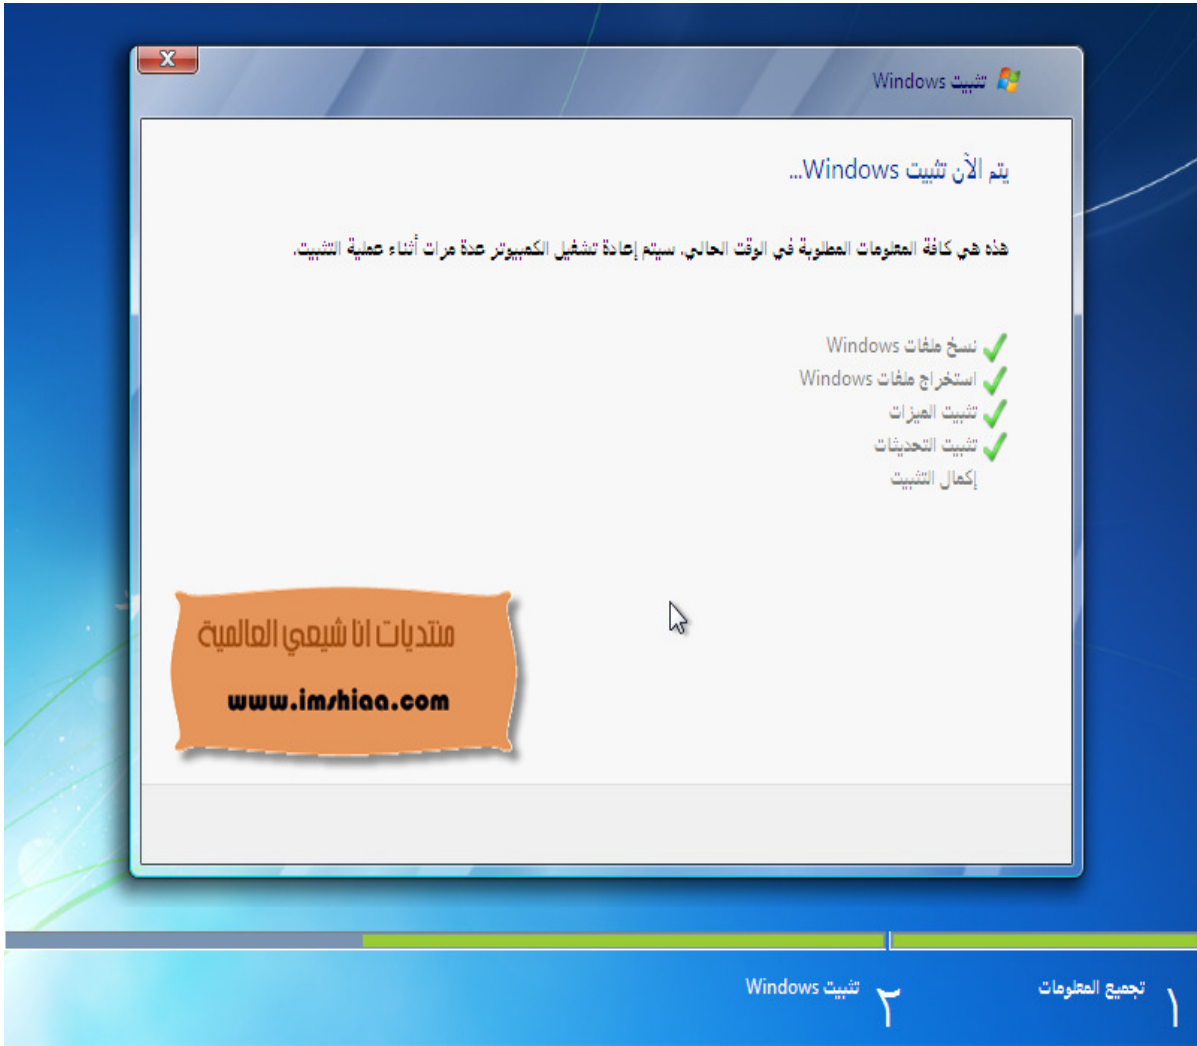 تثبيت Windows
يتم الآن تثبيت Windows...
هذه هي كافة المعلومات المطلوبة في الوقت الحالي. سيتم إعادة تشغيل الكمبيوتر عدة مرات أثناء عملية التثبيت.
نسخ ملفات Windows
استخراج ملفات Windows
تثبيت الميزات
تثبيت التحديثات
إكمال التثبيت
منتديات انا شيعي العالمية
www.imshiaa.com
١ تجميع المعلومات
٢ تثبيت Windows